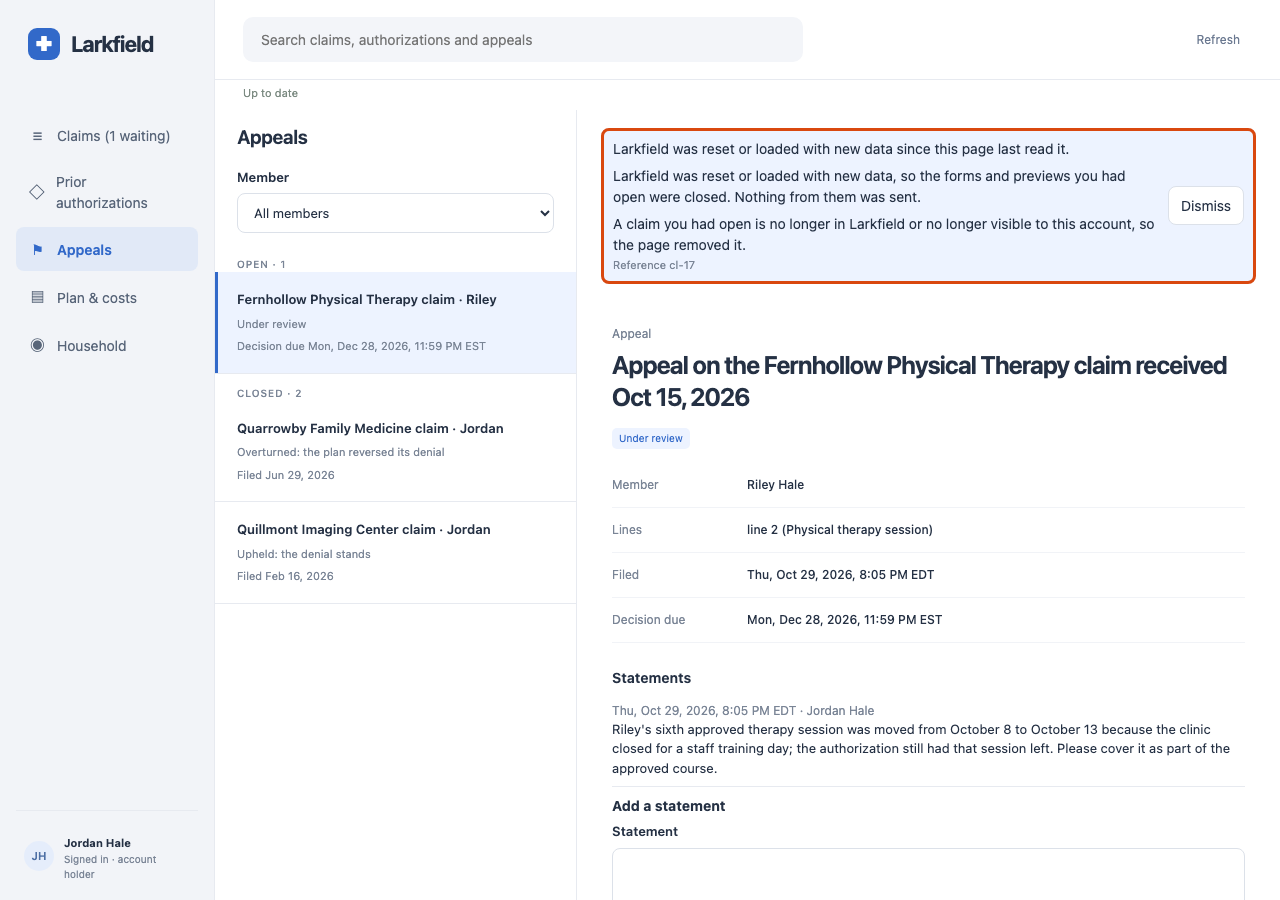 Larkfield
Search claims, authorizations and appeals
Refresh
Claims (1 waiting)
Prior
authorizations
Appeals
Plan & costs
Household
JH
Jordan Hale
Signed in · account
holder
Up to date
Appeals
Member
All members
OPEN · 1
Fernhollow Physical Therapy claim · Riley
Under review
Decision due Mon, Dec 28, 2026, 11:59 PM EST
CLOSED · 2
Quarrowby Family Medicine claim · Jordan
Overturned: the plan reversed its denial
Filed Jun 29, 2026
Quillmont Imaging Center claim · Jordan
Upheld: the denial stands
Filed Feb 16, 2026
Larkfield was reset or loaded with new data since this page last read it.
Larkfield was reset or loaded with new data, so the forms and previews you had
open were closed. Nothing from them was sent.
A claim you had open is no longer in Larkfield or no longer visible to this account, so
the page removed it.
Reference cl-17
Dismiss
Appeal
Appeal on the Fernhollow Physical Therapy claim received
Oct 15, 2026
Under review
Member Riley Hale
Lines line 2 (Physical therapy session)
Filed Thu, Oct 29, 2026, 8:05 PM EDT
Decision due Mon, Dec 28, 2026, 11:59 PM EST
Statements
Thu, Oct 29, 2026, 8:05 PM EDT · Jordan Hale
Riley's sixth approved therapy session was moved from October 8 to October 13 because the clinic
closed for a staff training day; the authorization still had that session left. Please cover it as part of the
approved course.
Add a statement
Statement